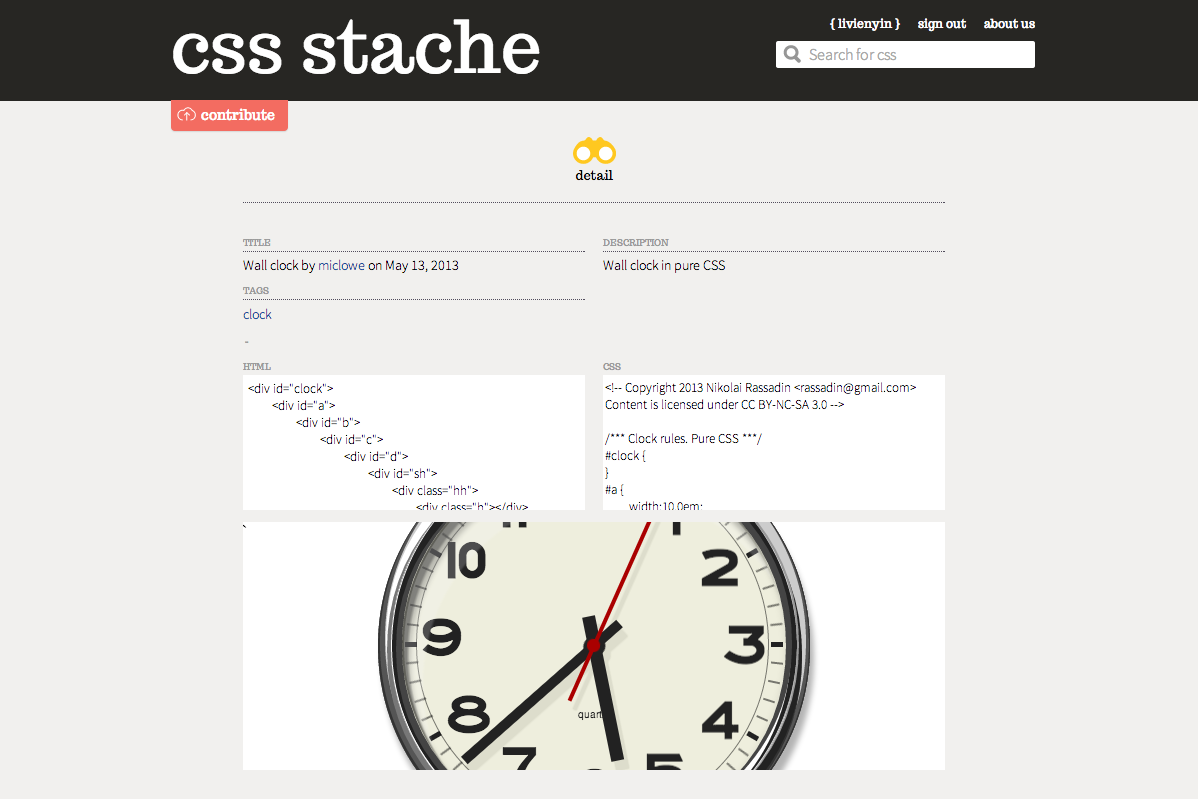 css stache
{ livienyin } sign out about us
Search for css
contribute
detail
TITLE
Wall clock by miclowe on May 13, 2013
DESCRIPTION
Wall clock in pure CSS
TAGS
clock
-
HTML
<div id="clock">
<div id="a">
<div id="b">
<div id="c">
<div id="d">
<div id="sh">
<div class="hh">
<div class="h"></div>
CSS
<!-- Copyright 2013 Nikolai Rassadin <rassadin@gmail.com>
Content is licensed under CC BY-NC-SA 3.0 -->
/*** Clock rules. Pure CSS ***/
#clock {
}
#a {
width:10.0em;
10
2
9
3
8
4
7
5